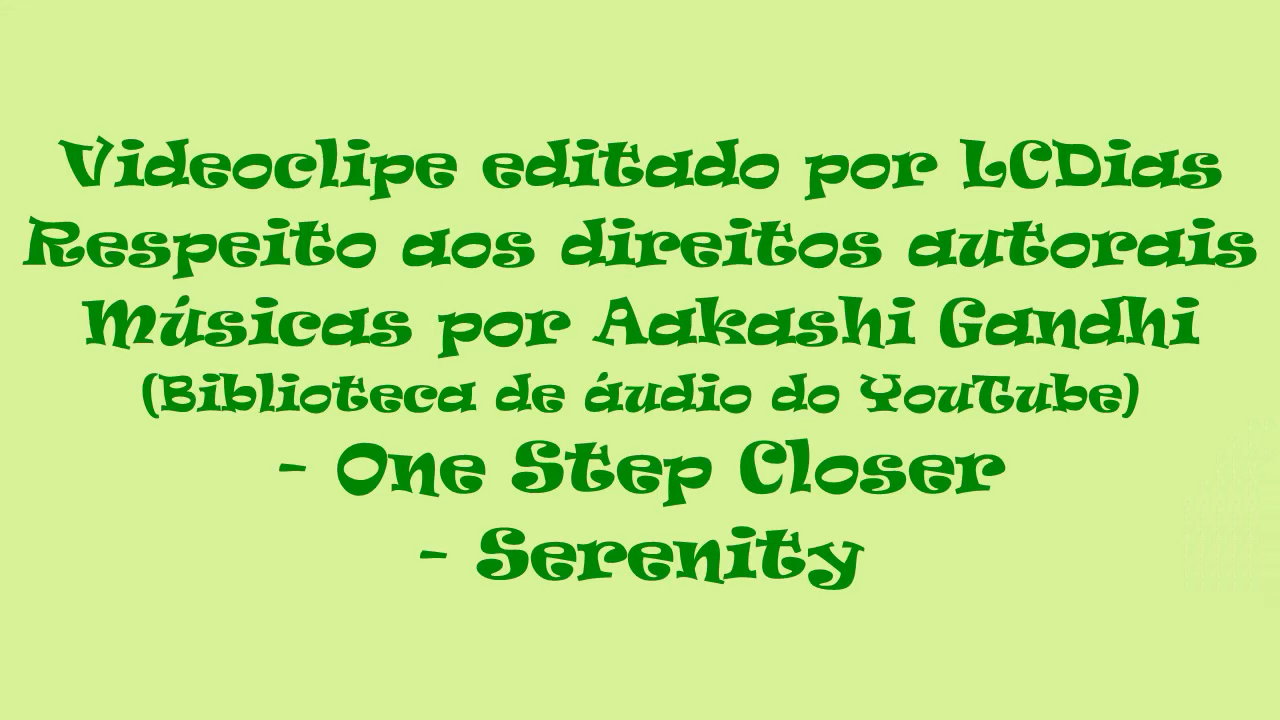 Videoclipe editado por LCDias
Respeito aos direitos autorais
Músicas por Aakashi Gandhi
(Biblioteca de áudio do YouTube)
- One Step Closer
- Serenity